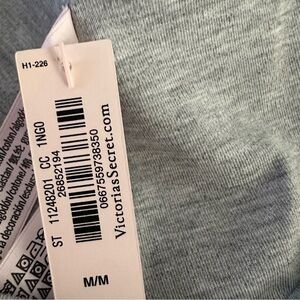 H1-226
ST 11248201 CC 1NG0
26852194
0667559738350
VictoriasSecret.com
M/M